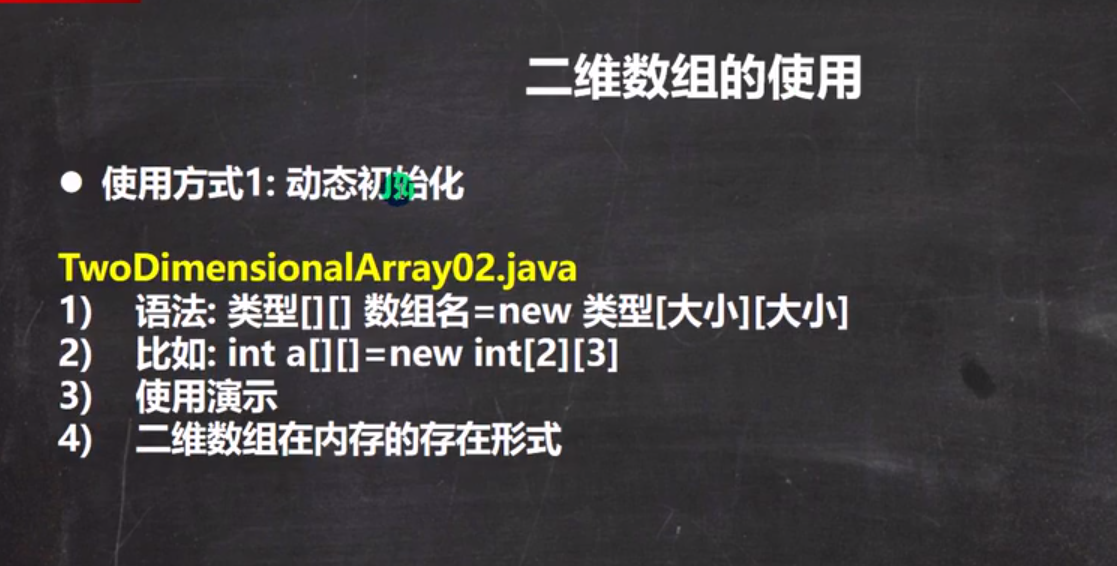 二维数组的使用
● 使用方式1: 动态初始化
TwoDimensionalArray02.java
1) 语法: 类型[][] 数组名=new 类型[大小][大小]
2) 比如: int a[][]=new int[2][3]
3) 使用演示
4) 二维数组在内存的存在形式